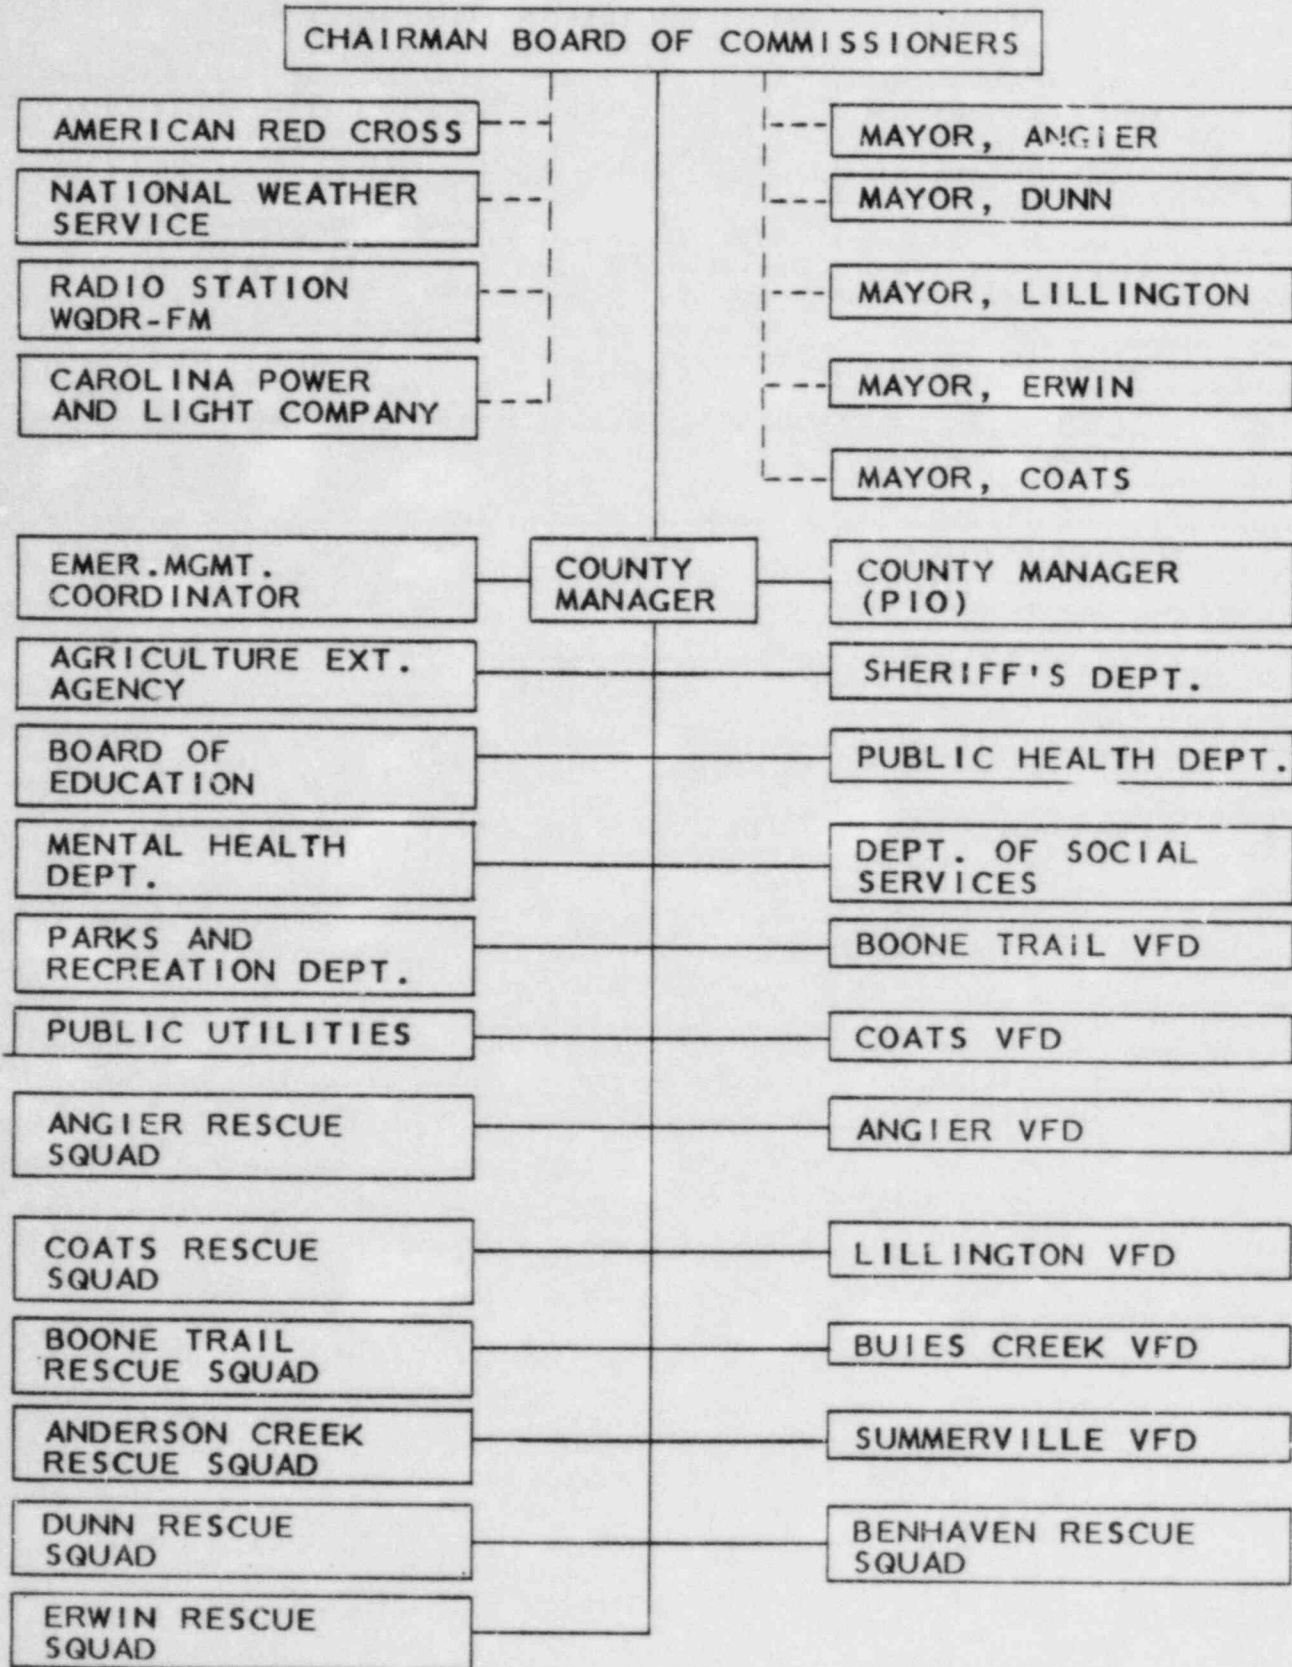 CHAIRMAN BOARD OF COMMISSIONERS
AMERICAN RED CROSS
NATIONAL WEATHER
SERVICE
RADIO STATION
WQDR-FM
CAROLINA POWER
AND LIGHT COMPANY
MAYOR, ANGIER
MAYOR, DUNN
MAYOR, LILLINGTON
MAYOR, ERWIN
MAYOR, COATS
EMER.MGMT.
COORDINATOR
COUNTY
MANAGER
COUNTY MANAGER
(PIO)
AGRICULTURE EXT.
AGENCY
SHERIFF'S DEPT.
BOARD OF
EDUCATION
PUBLIC HEALTH DEPT.
MENTAL HEALTH
DEPT.
DEPT. OF SOCIAL
SERVICES
PARKS AND
RECREATION DEPT.
BOONE TRAIL VFD
PUBLIC UTILITIES
COATS VFD
ANGIER RESCUE
SQUAD
ANGIER VFD
COATS RESCUE
SQUAD
LILLINGTON VFD
BOONE TRAIL
RESCUE SQUAD
BUIES CREEK VFD
ANDERSON CREEK
RESCUE SQUAD
SUMMERVILLE VFD
DUNN RESCUE
SQUAD
BENHAVEN RESCUE
SQUAD
ERWIN RESCUE
SQUAD